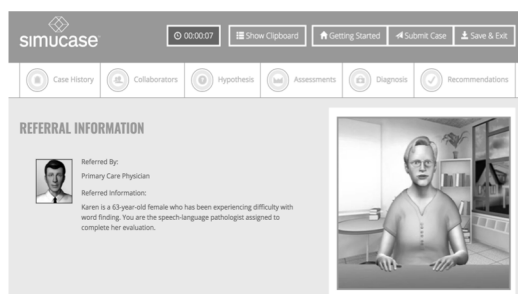 simucase
00:00:07
Show Clipboard
Getting Started
Submit Case
Save & Exit
Case History
Collaborators
Hypothesis
Assessments
Diagnosis
Recommendations
REFERRAL INFORMATION
Referred By:
Primary Care Physician
Referred Information:
Karen is a 63-year-old female who has been experiencing difficulty with
word finding. You are the speech-language pathologist assigned to
complete her evaluation.